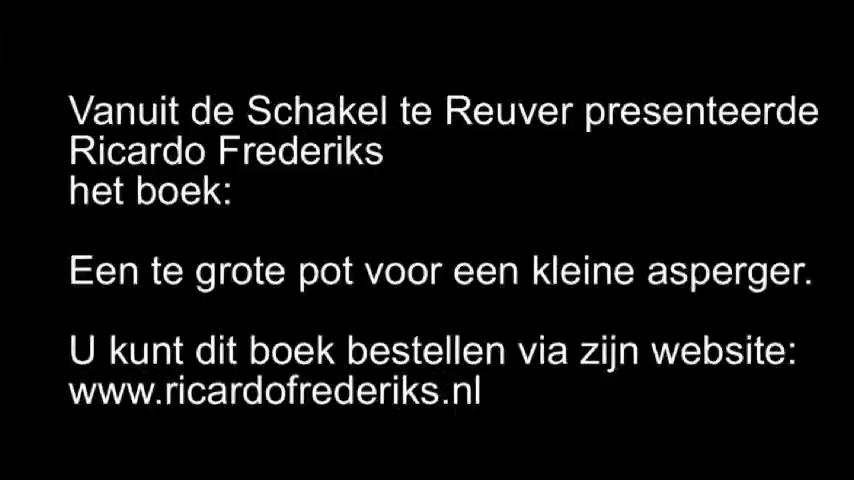 Vanuit de Schakel te Reuver presenteerde
Ricardo Frederiks
het boek:
Een te grote pot voor een kleine asperger.
U kunt dit boek bestellen via zijn website:
www.ricardofrederiks.nl